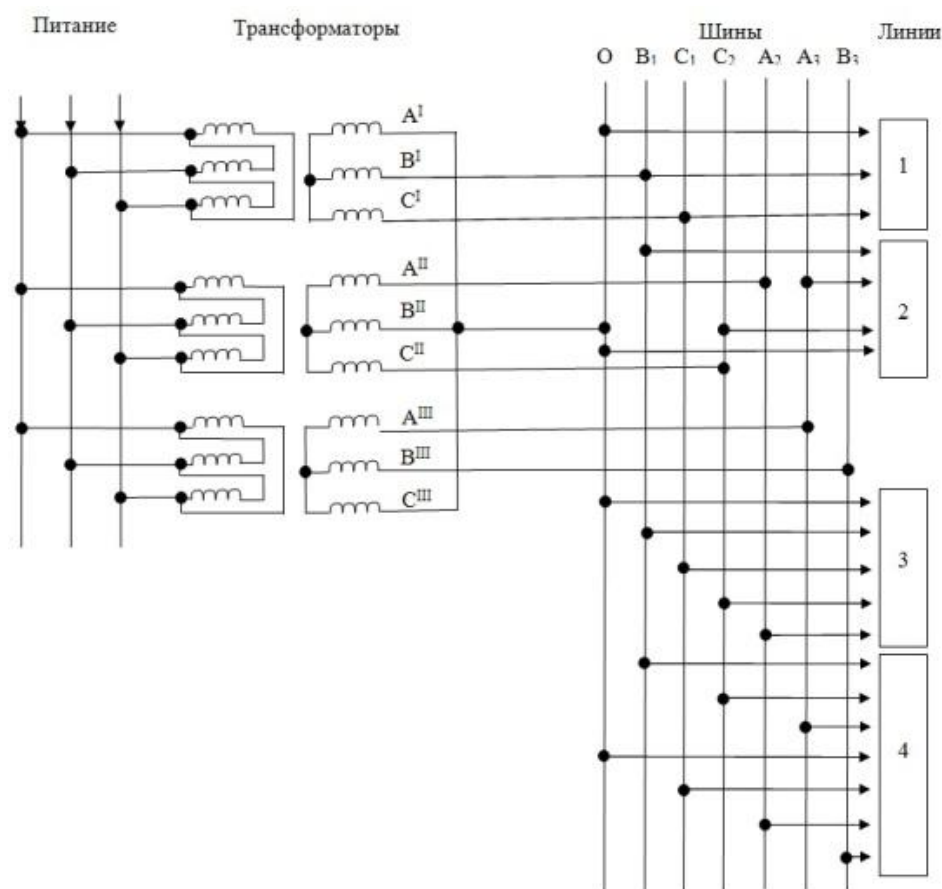 Питание Трансформаторы Шины Линии
O B₁ C₁ C₂ A₂ A₃ B₃
Aᴵ
Bᴵ
Cᴵ
1
Aᴵᴵ
Bᴵᴵ
Cᴵᴵ
2
Aᴵᴵᴵ
Bᴵᴵᴵ
Cᴵᴵᴵ
3
4